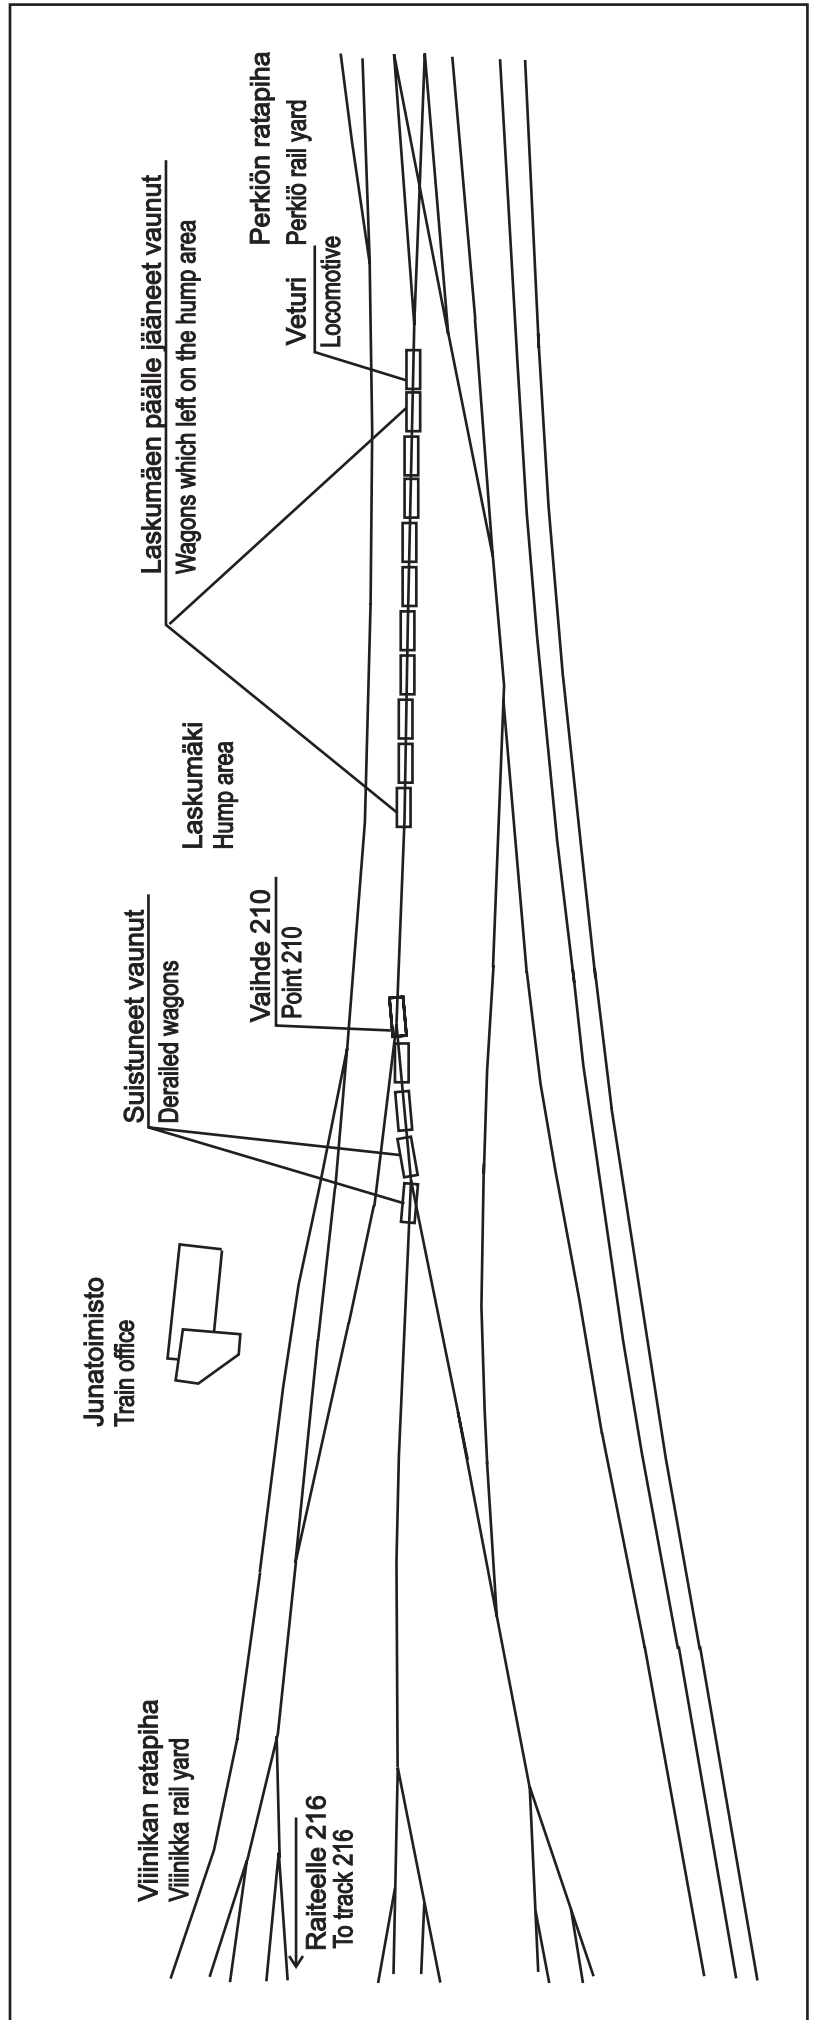 Perkiön ratapiha
Perkiö rail yard
Laskumäen päälle jääneet vaunut
Wagons which left on the hump area
Veturi
Locomotive
Laskumäki
Hump area
Vaihde 210
Point 210
Suistuneet vaunut
Derailed wagons
Junatoimisto
Train office
Viiinikan ratapiha
Viiinikka rail yard
Raiteelle 216
To track 216